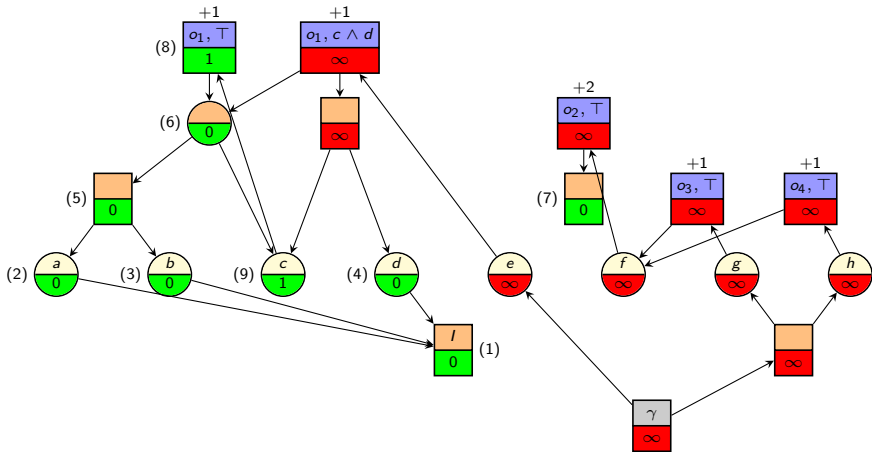 +1 +1
(8) o₁, ⊤ o₁, c ∧ d
1 ∞
+2
(6) o₂, ⊤ +1 +1
0 ∞ ∞
(5) (7) o₃, ⊤ o₄, ⊤
0 0 ∞ ∞
(2) a (3) b (9) c (4) d e f g h
0 0 1 0 ∞ ∞ ∞ ∞
I (1)
0 ∞
γ
∞